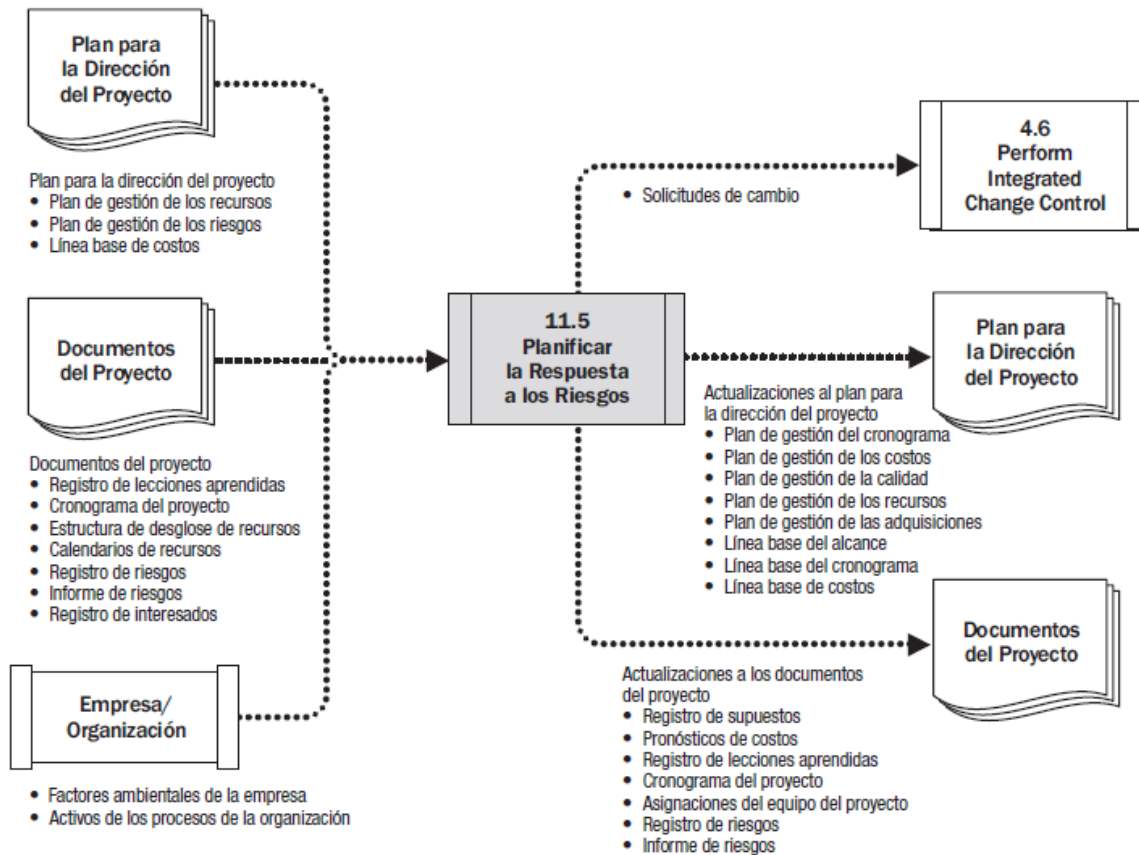 Plan para
la Dirección
del Proyecto
Plan para la dirección del proyecto
• Plan de gestión de los recursos
• Plan de gestión de los riesgos
• Línea base de costos
Documentos
del Proyecto
Documentos del proyecto
• Registro de lecciones aprendidas
• Cronograma del proyecto
• Estructura de desglose de recursos
• Calendarios de recursos
• Registro de riesgos
• Informe de riesgos
• Registro de interesados
Empresa/
Organización
• Factores ambientales de la empresa
• Activos de los procesos de la organización
11.5
Planificar
la Respuesta
a los Riesgos
• Solicitudes de cambio
4.6
Perform
Integrated
Change Control
Plan para
la Dirección
del Proyecto
Actualizaciones al plan para
la dirección del proyecto
• Plan de gestión del cronograma
• Plan de gestión de los costos
• Plan de gestión de la calidad
• Plan de gestión de los recursos
• Plan de gestión de las adquisiciones
• Línea base del alcance
• Línea base del cronograma
• Línea base de costos
Documentos
del Proyecto
Actualizaciones a los documentos
del proyecto
• Registro de supuestos
• Pronósticos de costos
• Registro de lecciones aprendidas
• Cronograma del proyecto
• Asignaciones del equipo del proyecto
• Registro de riesgos
• Informe de riesgos